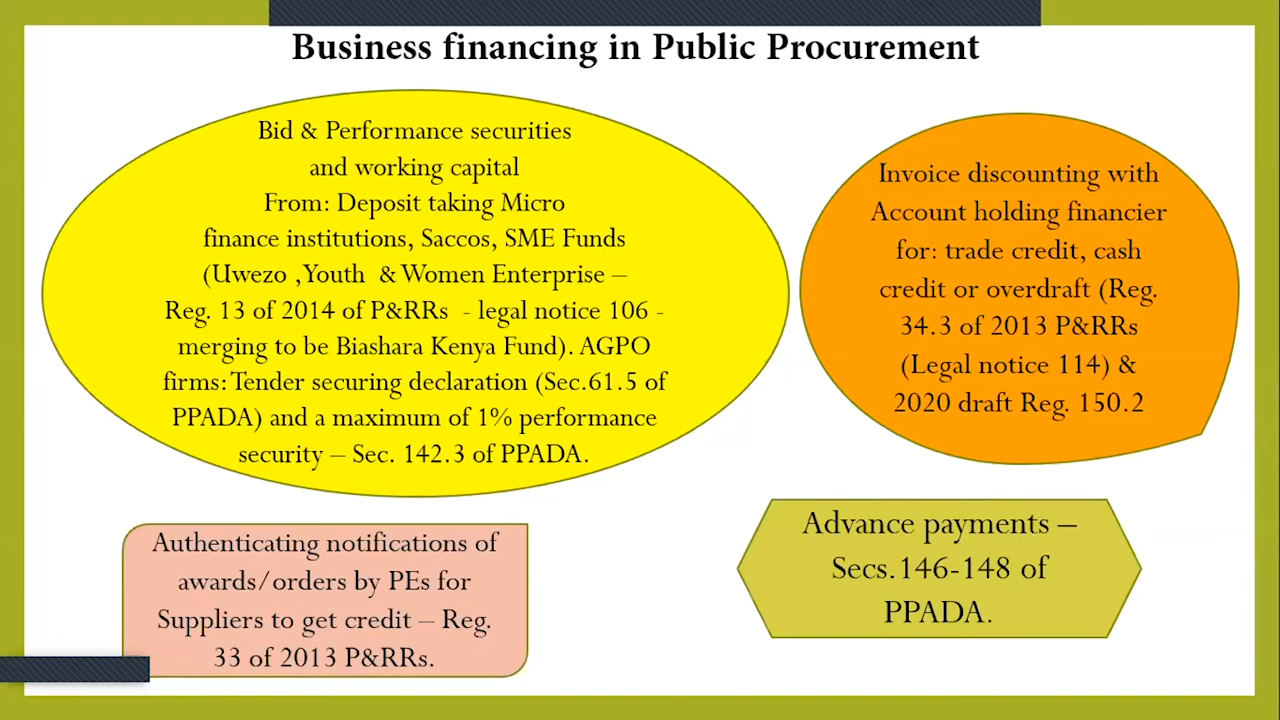 Business financing in Public Procurement
Bid & Performance securities
and working capital
From: Deposit taking Micro
finance institutions, Saccos, SME Funds
(Uwezo ,Youth & Women Enterprise –
Reg. 13 of 2014 of P&RRs - legal notice 106 -
merging to be Biashara Kenya Fund). AGPO
firms: Tender securing declaration (Sec.61.5 of
PPADA) and a maximum of 1% performance
security – Sec. 142.3 of PPADA.
Invoice discounting with
Account holding financier
for: trade credit, cash
credit or overdraft (Reg.
34.3 of 2013 P&RRs
(Legal notice 114) &
2020 draft Reg. 150.2
Authenticating notifications of
awards/orders by PEs for
Suppliers to get credit – Reg.
33 of 2013 P&RRs.
Advance payments –
Secs.146-148 of
PPADA.